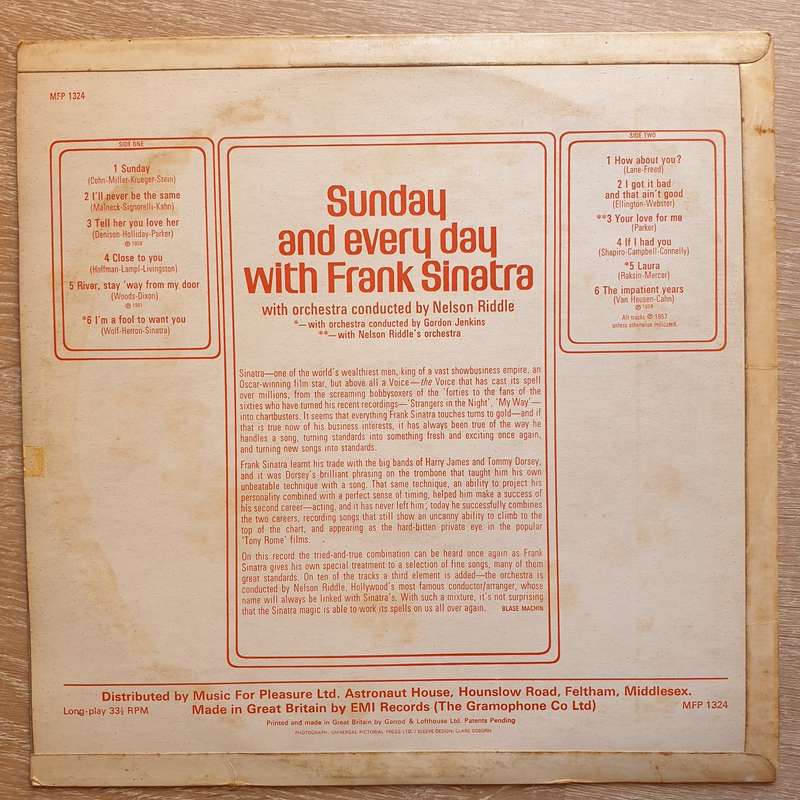 MFP 1324
SIDE ONE
1 Sunday
(Cohn-Miller-Krueger-Stein)
2 I'll never be the same
(Malneck-Signorelli-Kahn)
3 Tell her you love her
(Denison-Holliday-Parker)
4 Close to you
(Hoffman-Lampl-Livingston)
5 River, stay 'way from my door
(Woods-Dixon)
*6 I'm a fool to want you
(Wolf-Herron-Sinatra)
Sunday
and every day
with Frank Sinatra
with orchestra conducted by Nelson Riddle
*—with orchestra conducted by Gordon Jenkins
**—with Nelson Riddle's orchestra
Sinatra—one of the world's wealthiest men, king of a vast showbusiness empire, an
Oscar-winning film star, but above all a Voice—the Voice that has cast its spell
over millions, from the screaming bobbysoxers of the 'forties to the fans of the
sixties who have turned his recent recordings—'Strangers in the Night', 'My Way'—
into chartbusters. It seems that everything Frank Sinatra touches turns to gold—and if
that is true now of his business interests, it has always been true of the way he
handles a song, turning standards into something fresh and exciting once again,
and turning new songs into standards.
Frank Sinatra learnt his trade with the big bands of Harry James and Tommy Dorsey,
and it was Dorsey's brilliant phrasing on the trombone that taught him his own
unbeatable technique with a song. That same technique, an ability to project his
personality combined with a perfect sense of timing, helped him make a success of
his second career—acting, and it has never left him; today he successfully combines
the two careers, recording songs that still show an uncanny ability to climb to the
top of the chart, and appearing as the hard-bitten private eye in the popular
'Tony Rome' films.
On this record the tried-and-true combination can be heard once again as Frank
Sinatra gives his own special treatment to a selection of fine songs, many of them
great standards. On ten of the tracks a third element is added—the orchestra is
conducted by Nelson Riddle, Hollywood's most famous conductor/arranger, whose
name will always be linked with Sinatra's. With such a mixture, it's not surprising
that the Sinatra magic is able to work its spells on us all over again. BLASE MACHIN
SIDE TWO
1 How about you?
(Lane-Freed)
2 I got it bad
and that ain't good
(Ellington-Webster)
**3 Your love for me
(Parker)
4 If I had you
(Shapiro-Campbell-Connelly)
*5 Laura
(Raksin-Mercer)
6 The impatient years
(Van Heusen-Cahn)
All tracks ℗ 1957
unless otherwise indicated.
Distributed by Music For Pleasure Ltd. Astronaut House, Hounslow Road, Feltham, Middlesex.
Long-play 33⅓ RPM Made in Great Britain by EMI Records (The Gramophone Co Ltd) MFP 1324
Printed and made in Great Britain by Garrod & Lofthouse Ltd. Patents Pending
PHOTOGRAPH: UNIVERSAL PICTORIAL PRESS LTD. / SLEEVE DESIGN: CLARE OSBORN